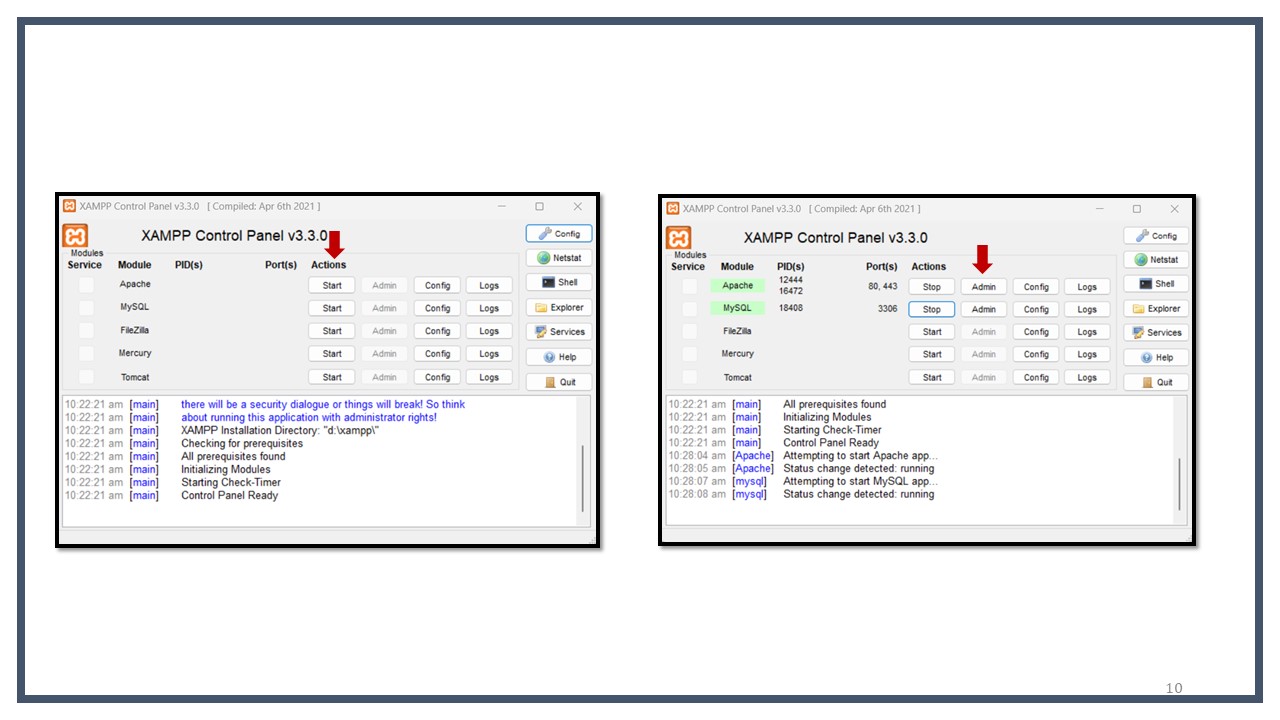 XAMPP Control Panel v3.3.0 [ Compiled: Apr 6th 2021 ]
XAMPP Control Panel v3.3.0
Config
Modules
Service Module PID(s) Port(s) Actions
Netstat
Apache Start Admin Config Logs
Shell
MySQL Start Admin Config Logs
Explorer
FileZilla Start Admin Config Logs
Services
Mercury Start Admin Config Logs
Help
Tomcat Start Admin Config Logs
Quit
10:22:21 am [main] there will be a security dialogue or things will break! So think
10:22:21 am [main] about running this application with administrator rights!
10:22:21 am [main] XAMPP Installation Directory: "d:\xampp\"
10:22:21 am [main] Checking for prerequisites
10:22:21 am [main] All prerequisites found
10:22:21 am [main] Initializing Modules
10:22:21 am [main] Starting Check-Timer
10:22:21 am [main] Control Panel Ready
XAMPP Control Panel v3.3.0 [ Compiled: Apr 6th 2021 ]
XAMPP Control Panel v3.3.0
Config
Modules
Service Module PID(s) Port(s) Actions
Netstat
Apache 12444 80, 443 Stop Admin Config Logs
16472
Shell
MySQL 18408 3306 Stop Admin Config Logs
Explorer
FileZilla Start Admin Config Logs
Services
Mercury Start Admin Config Logs
Help
Tomcat Start Admin Config Logs
Quit
10:22:21 am [main] All prerequisites found
10:22:21 am [main] Initializing Modules
10:22:21 am [main] Starting Check-Timer
10:22:21 am [main] Control Panel Ready
10:28:04 am [Apache] Attempting to start Apache app...
10:28:05 am [Apache] Status change detected: running
10:28:07 am [mysql] Attempting to start MySQL app...
10:28:08 am [mysql] Status change detected: running
10